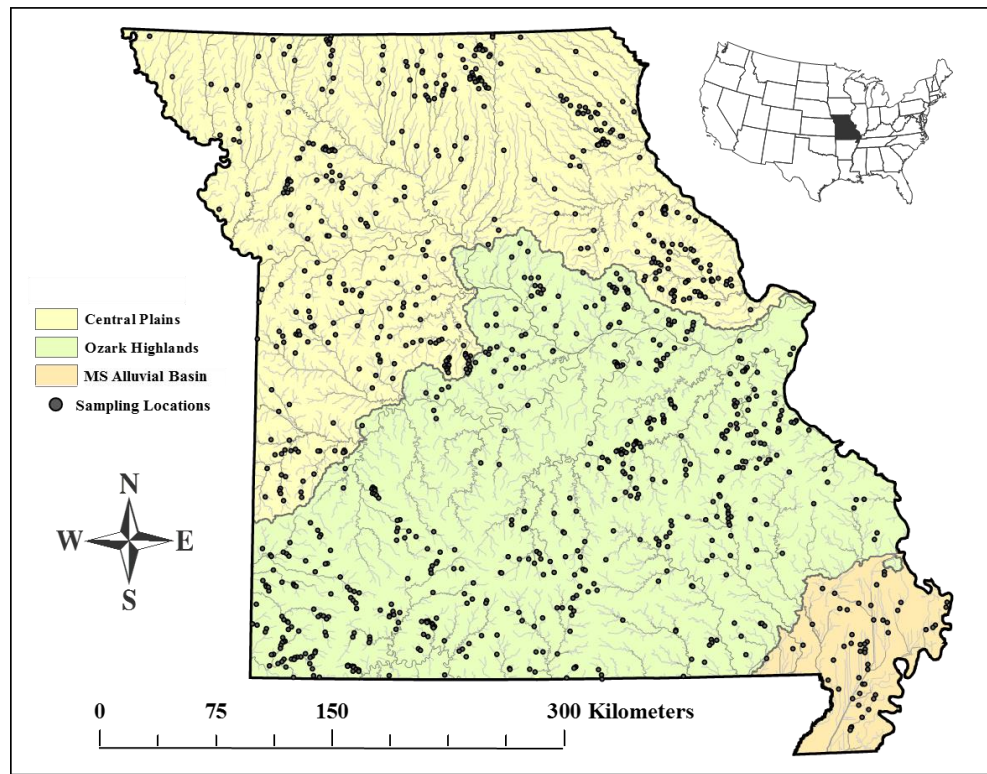 Central Plains
Ozark Highlands
MS Alluvial Basin
Sampling Locations
N
W E
S
0 75 150 300 Kilometers